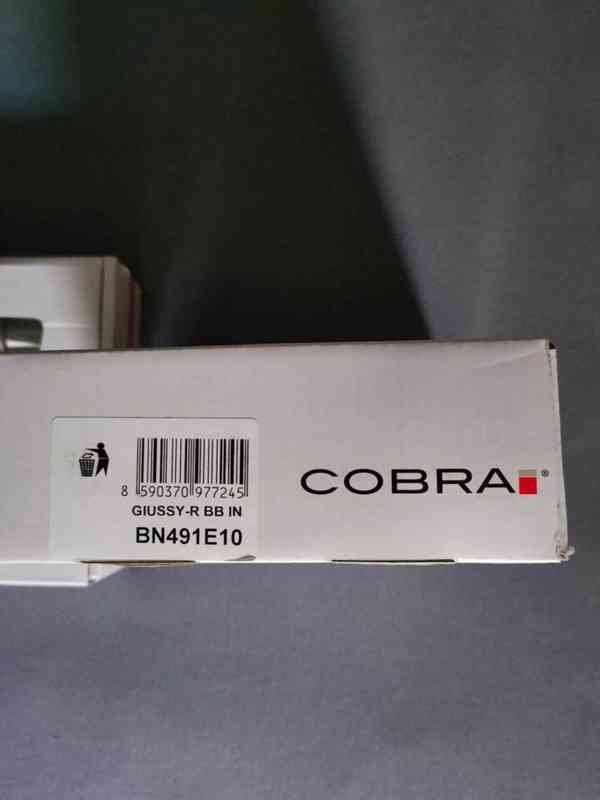 8 590370 977245
GIUSSY-R BB IN
BN491E10
COBRA®